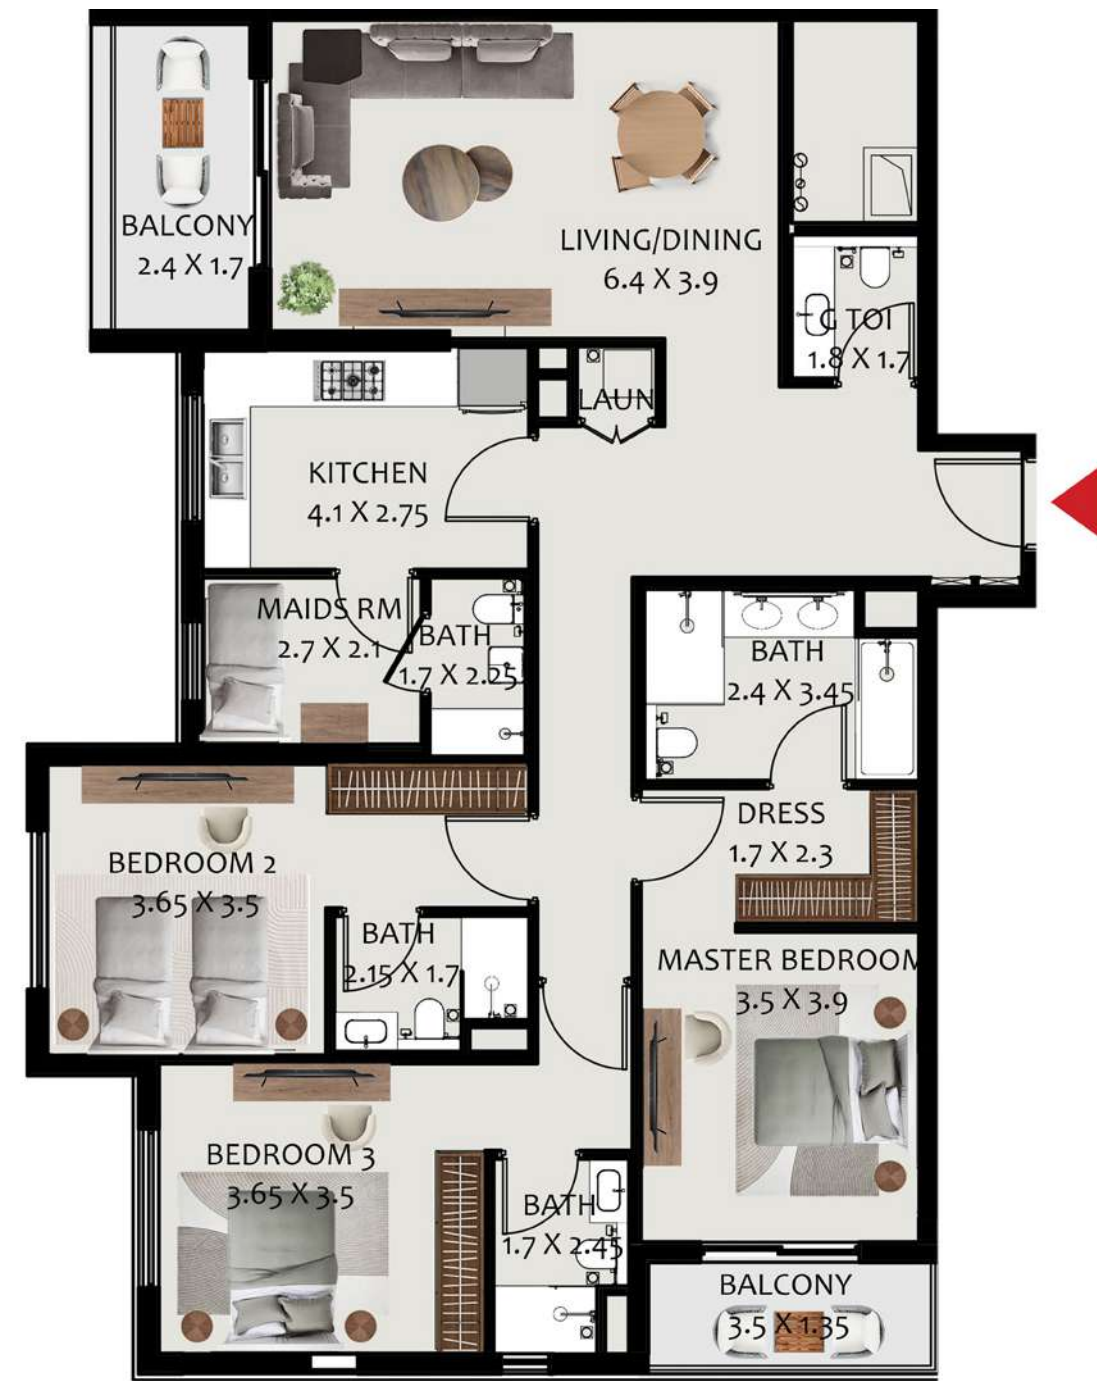 BALCONY
2.4 X 1.7
LIVING/DINING
6.4 X 3.9
G TOI
1.8 X 1.7
LAUN
KITCHEN
4.1 X 2.75
MAIDS RM
2.7 X 2.1
BATH
1.7 X 2.25
BATH
2.4 X 3.45
DRESS
1.7 X 2.3
BEDROOM 2
3.65 X 3.5
BATH
2.15 X 1.7
MASTER BEDROOM
3.5 X 3.9
BEDROOM 3
3.65 X 3.5
BATH
1.7 X 2.45
BALCONY
3.5 X 1.35